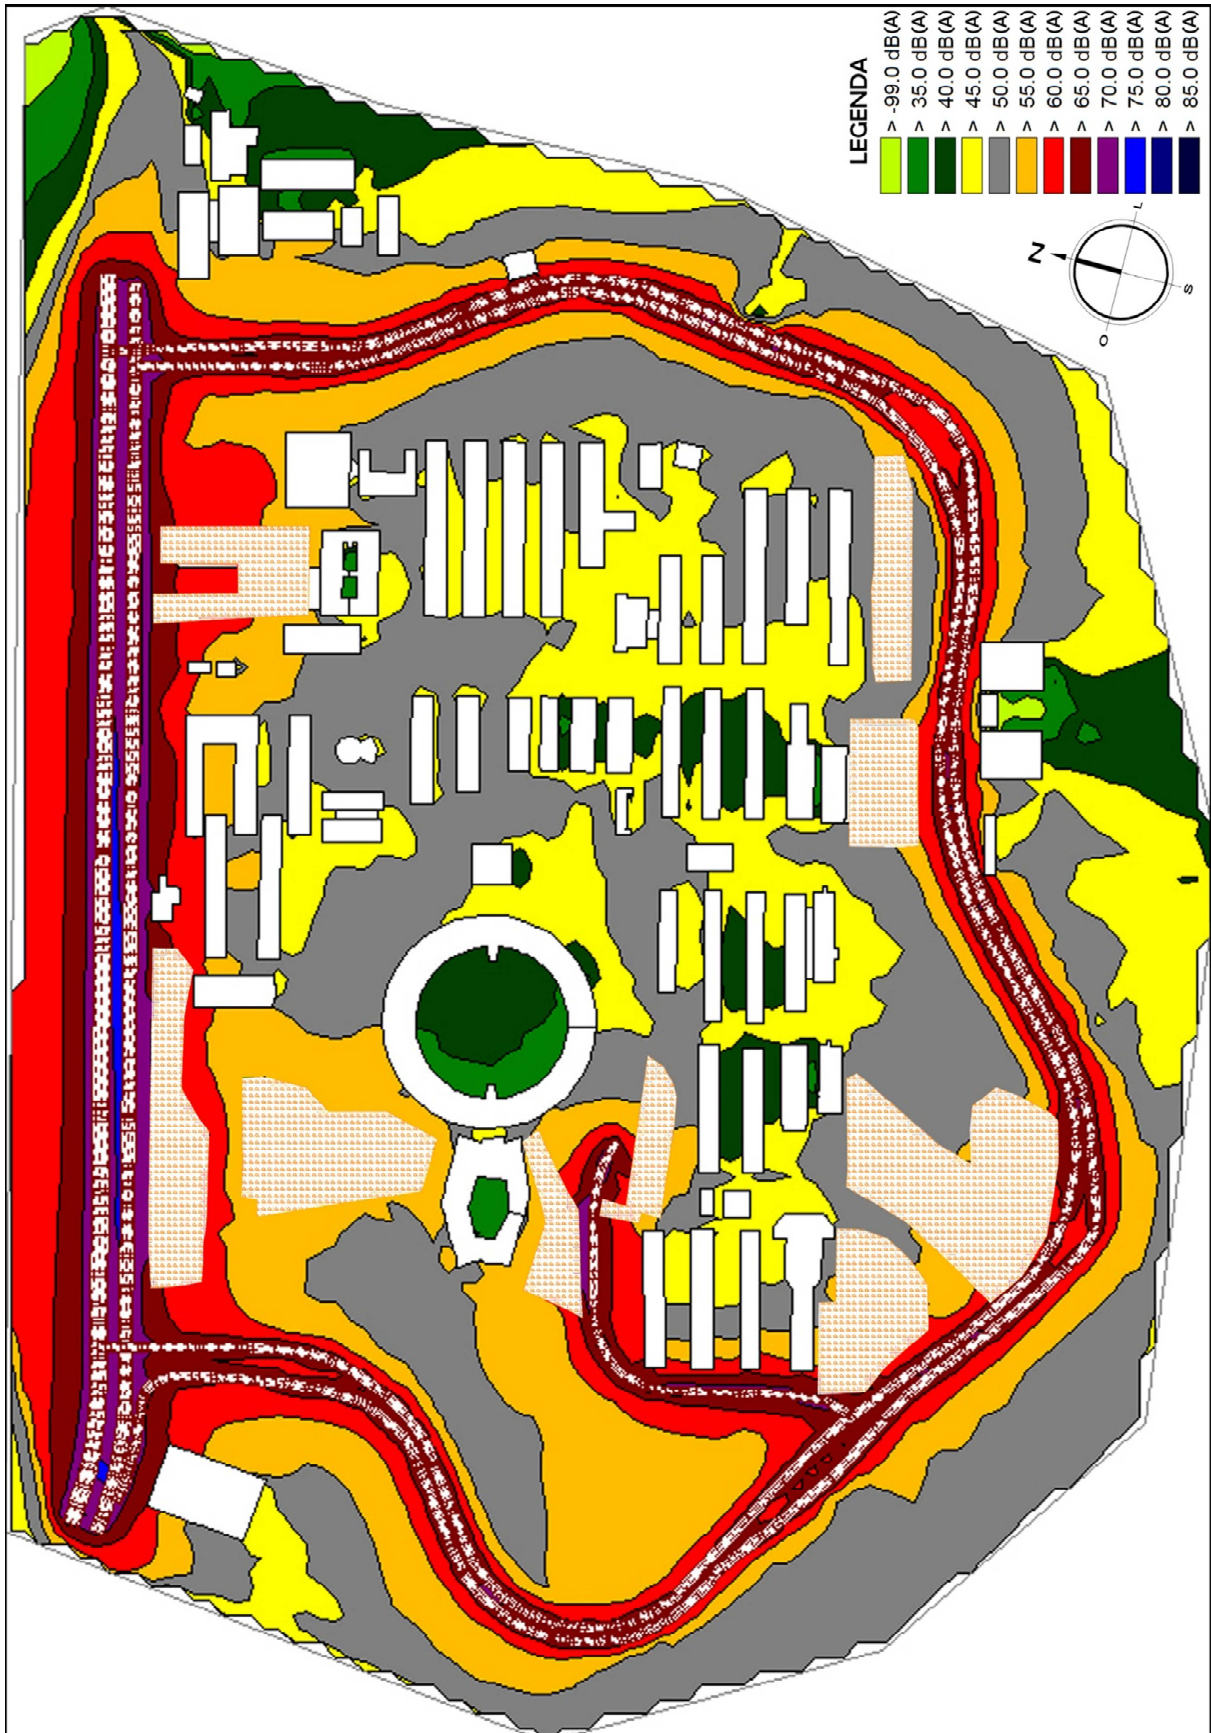 LEGENDA
> -99.0 dB(A)
> 35.0 dB(A)
> 40.0 dB(A)
> 45.0 dB(A)
> 50.0 dB(A)
> 55.0 dB(A)
> 60.0 dB(A)
> 65.0 dB(A)
> 70.0 dB(A)
> 75.0 dB(A)
> 80.0 dB(A)
> 85.0 dB(A)
N
L
S
O